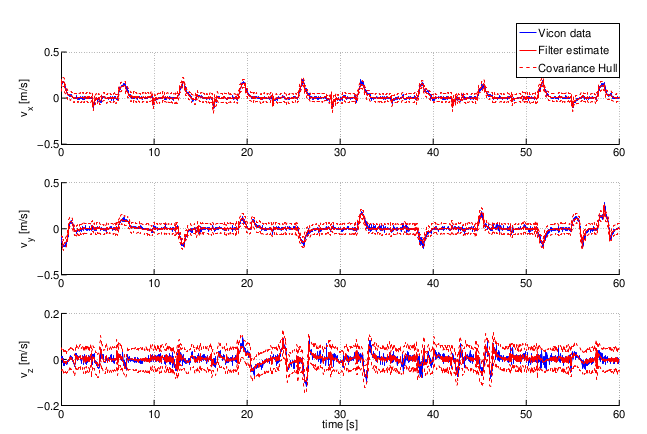 Vicon data
Filter estimate
Covariance Hull
0.5
0
−0.5
v_x [m/s]
0 10 20 30 40 50 60
0.5
0
−0.5
v_y [m/s]
0 10 20 30 40 50 60
0.2
0
−0.2
v_z [m/s]
0 10 20 30 40 50 60
time [s]